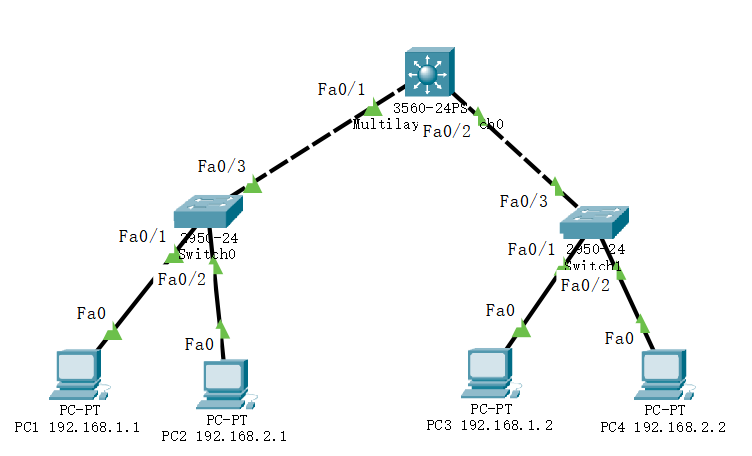 Fa0/1
3560-24PS
Fa0/2
Fa0/3
Fa0/3
Fa0/1
2950-24
Switch0
Fa0/2
Fa0/1
2950-24
Switch1
Fa0/2
Fa0
Fa0
Fa0
Fa0
PC-PT
PC1 192.168.1.1
PC-PT
PC2 192.168.2.1
PC-PT
PC3 192.168.1.2
PC-PT
PC4 192.168.2.2